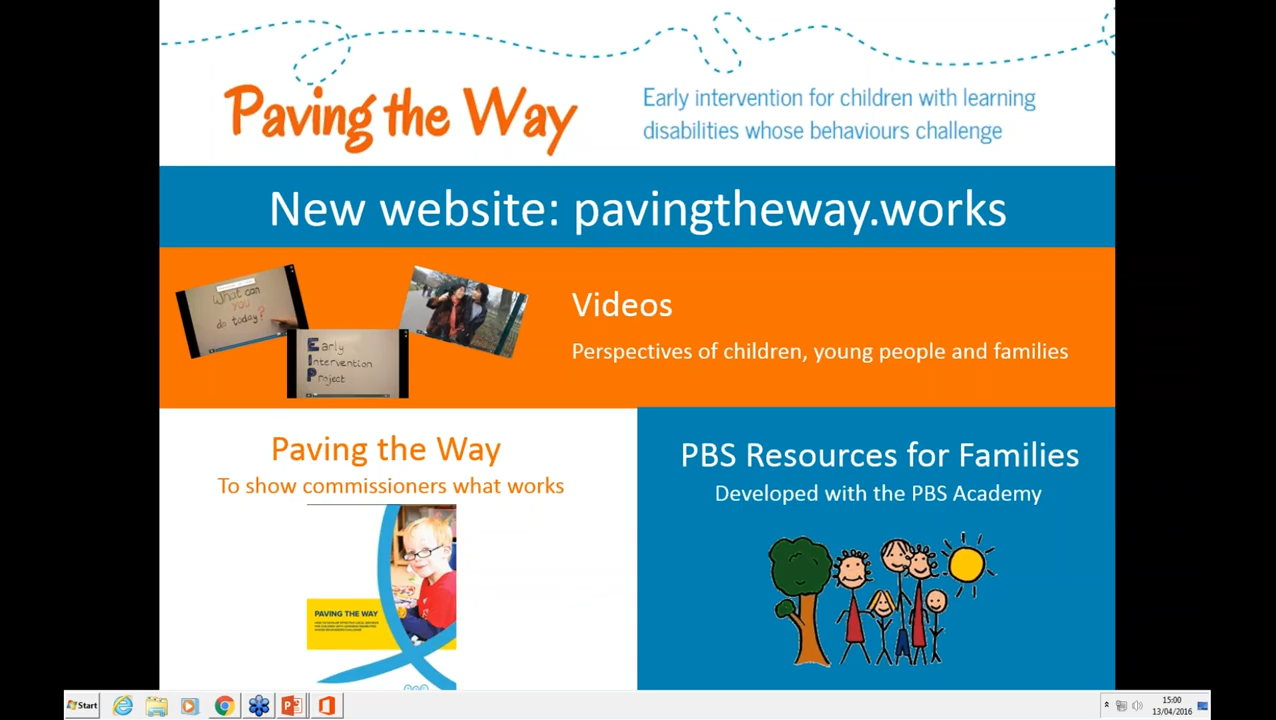 Paving the Way
Early intervention for children with learning
disabilities whose behaviours challenge
New website: pavingtheway.works
What can
you
do today?
Early
Intervention
Project
Videos
Perspectives of children, young people and families
Paving the Way
To show commissioners what works
PAVING THE WAY
PBS Resources for Families
Developed with the PBS Academy
Start
15:00
13/04/2016